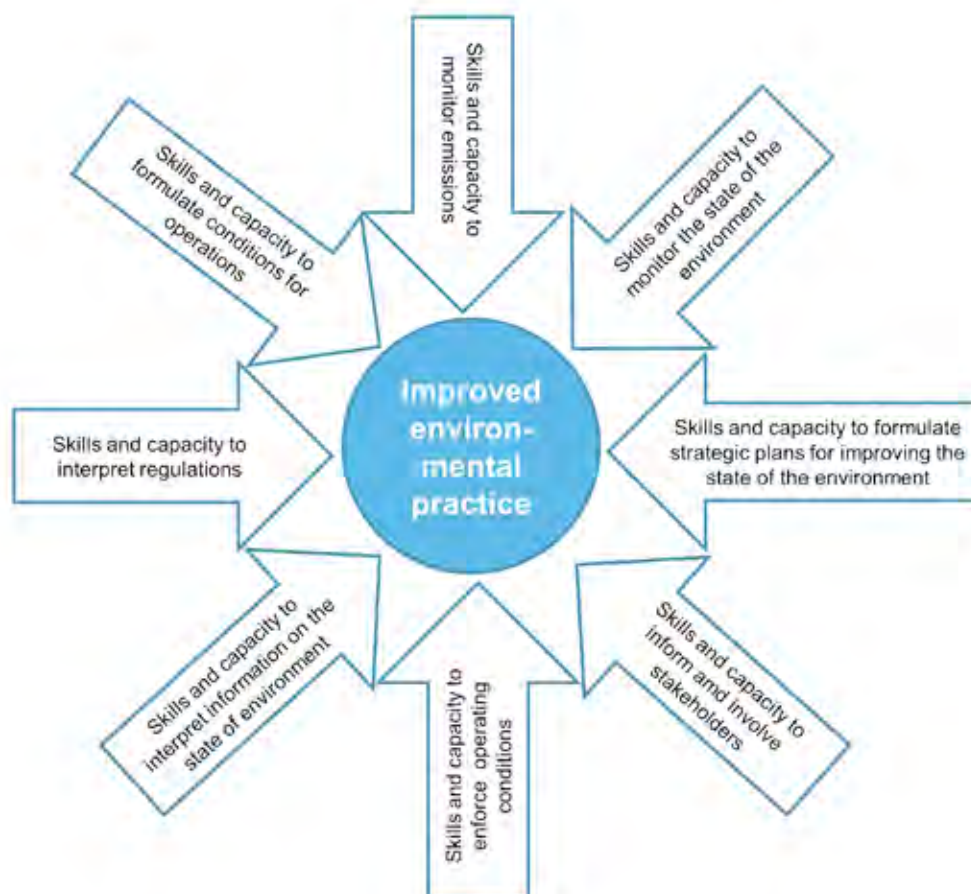 Skills and capacity to
monitor emissions
Skills and capacity to
monitor the state of the
environment
Skills and capacity to formulate
strategic plans for improving the
state of the environment
Skills and capacity to
inform amd involve
stakeholders
Skills and capacity to
enforce operating
conditions
Skills and capacity to
interpret information on the
state of environment
Skills and capacity to
interpret regulations
Skills and capacity to
formulate conditions for
operations
Improved
environ-
mental
practice